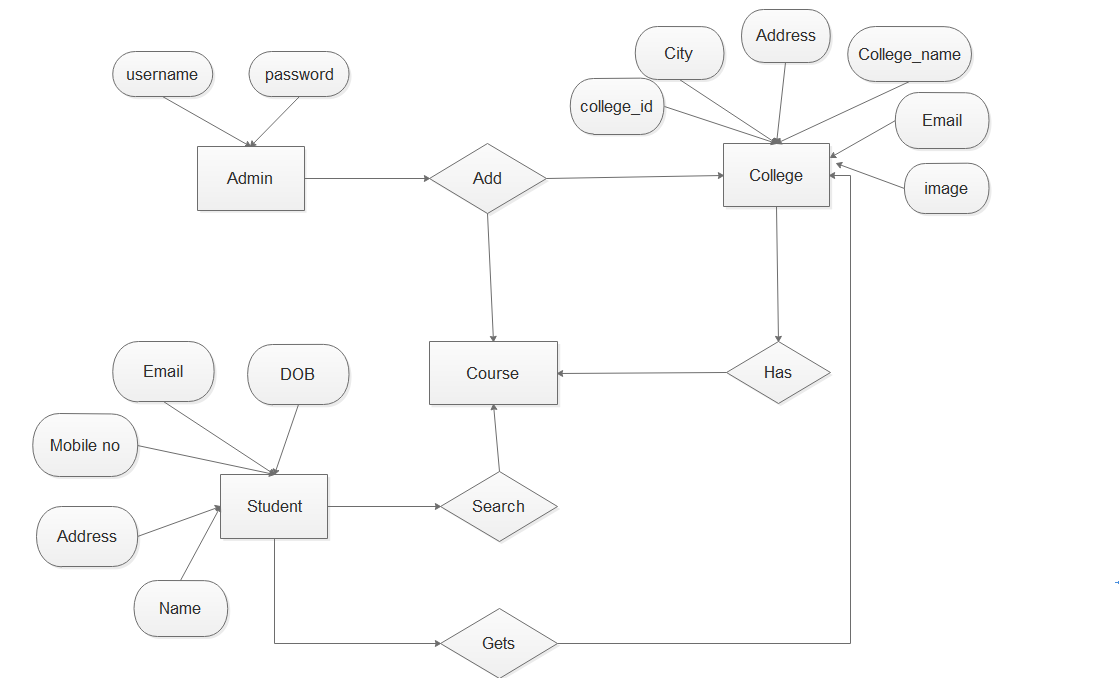 Address
City
College_name
username
password
college_id
Email
Admin
Add
College
image
Email
DOB
Course
Has
Mobile no
Student
Search
Address
Name
Gets